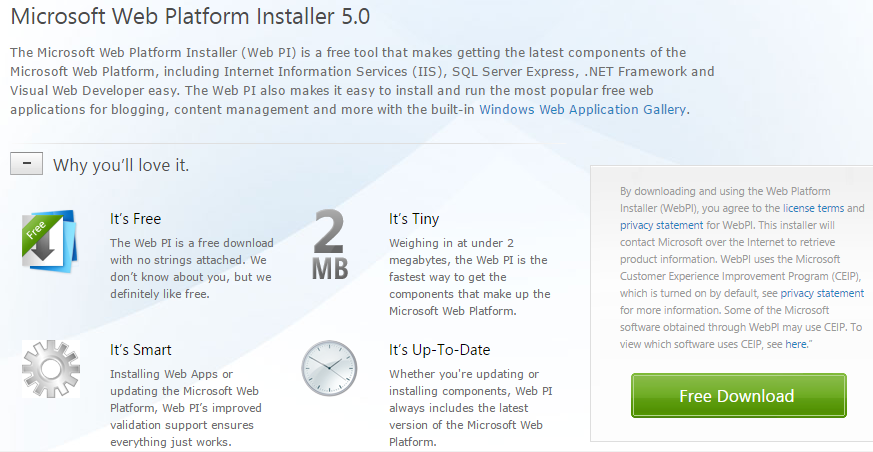 Microsoft Web Platform Installer 5.0
The Microsoft Web Platform Installer (Web PI) is a free tool that makes getting the latest components of the
Microsoft Web Platform, including Internet Information Services (IIS), SQL Server Express, .NET Framework and
Visual Web Developer easy. The Web PI also makes it easy to install and run the most popular free web
applications for blogging, content management and more with the built-in Windows Web Application Gallery.
Why you'll love it.
Free
It's Free
The Web PI is a free download
with no strings attached. We
don't know about you, but we
definitely like free.
2
MB
It's Tiny
Weighing in at under 2
megabytes, the Web PI is the
fastest way to get the
components that make up the
Microsoft Web Platform.
It's Smart
Installing Web Apps or
updating the Microsoft Web
Platform, Web PI's improved
validation support ensures
everything just works.
It's Up-To-Date
Whether you're updating or
installing components, Web PI
always includes the latest
version of the Microsoft Web
Platform.
By downloading and using the Web Platform
Installer (WebPI), you agree to the license terms and
privacy statement for WebPI. This installer will
contact Microsoft over the Internet to retrieve
product information. WebPI uses the Microsoft
Customer Experience Improvement Program (CEIP),
which is turned on by default, see privacy statement
for more information. Some of the Microsoft
software obtained through WebPI may use CEIP. To
view which software uses CEIP, see here."
Free Download